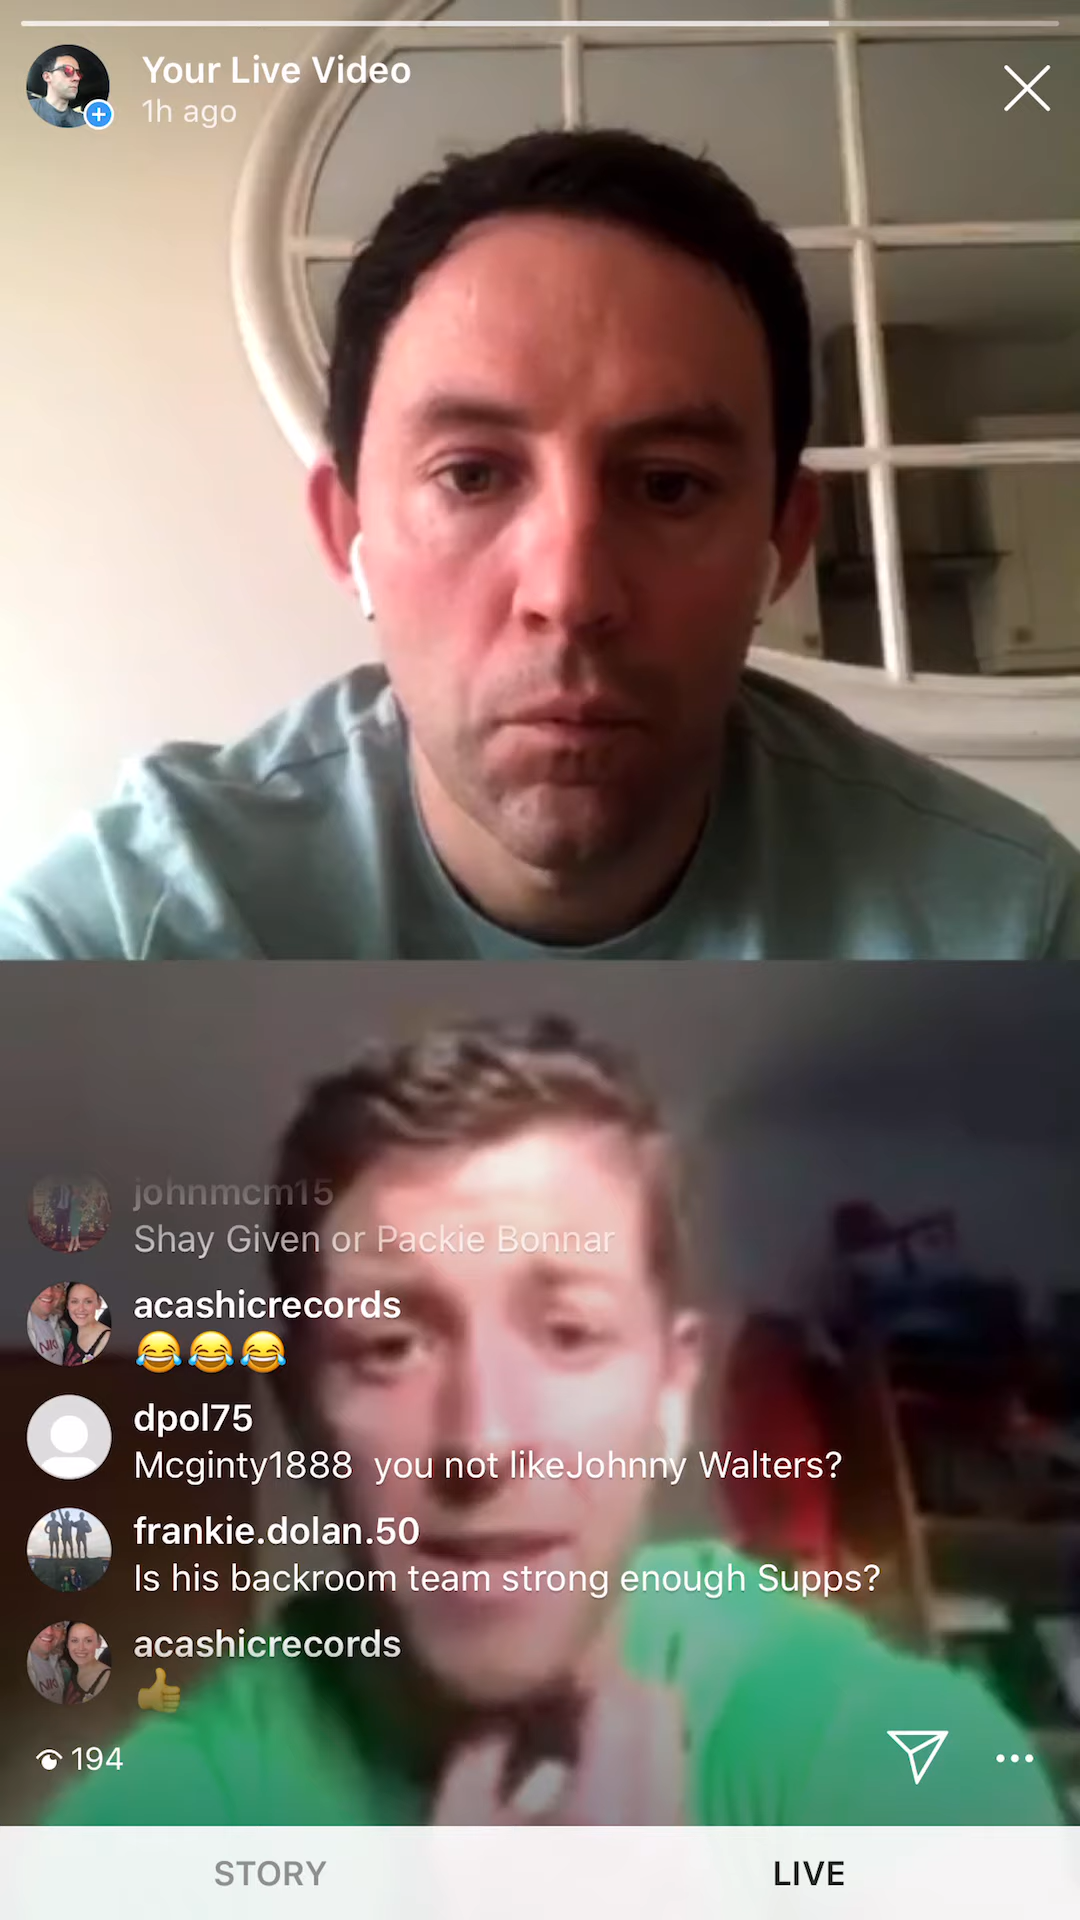 Your Live Video
1h ago
johnmcm15
Shay Given or Packie Bonnar
acashicrecords
😂😂😂
dpol75
Mcginty1888  you not likeJohnny Walters?
frankie.dolan.50
Is his backroom team strong enough Supps?
acashicrecords
👍
194
STORY
LIVE